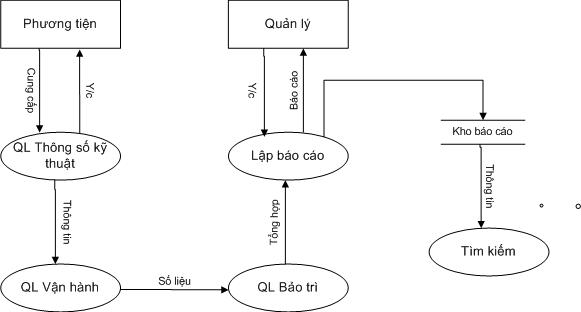 Phương tiện
Quản lý
Cung cấp
Y/c
Y/c
Báo cáo
Kho báo cáo
QL Thông số kỹ
thuật
Lập báo cáo
Thông tin
Tổng hợp
Thông tin
Tìm kiếm
QL Vận hành
Số liệu
QL Bảo trì